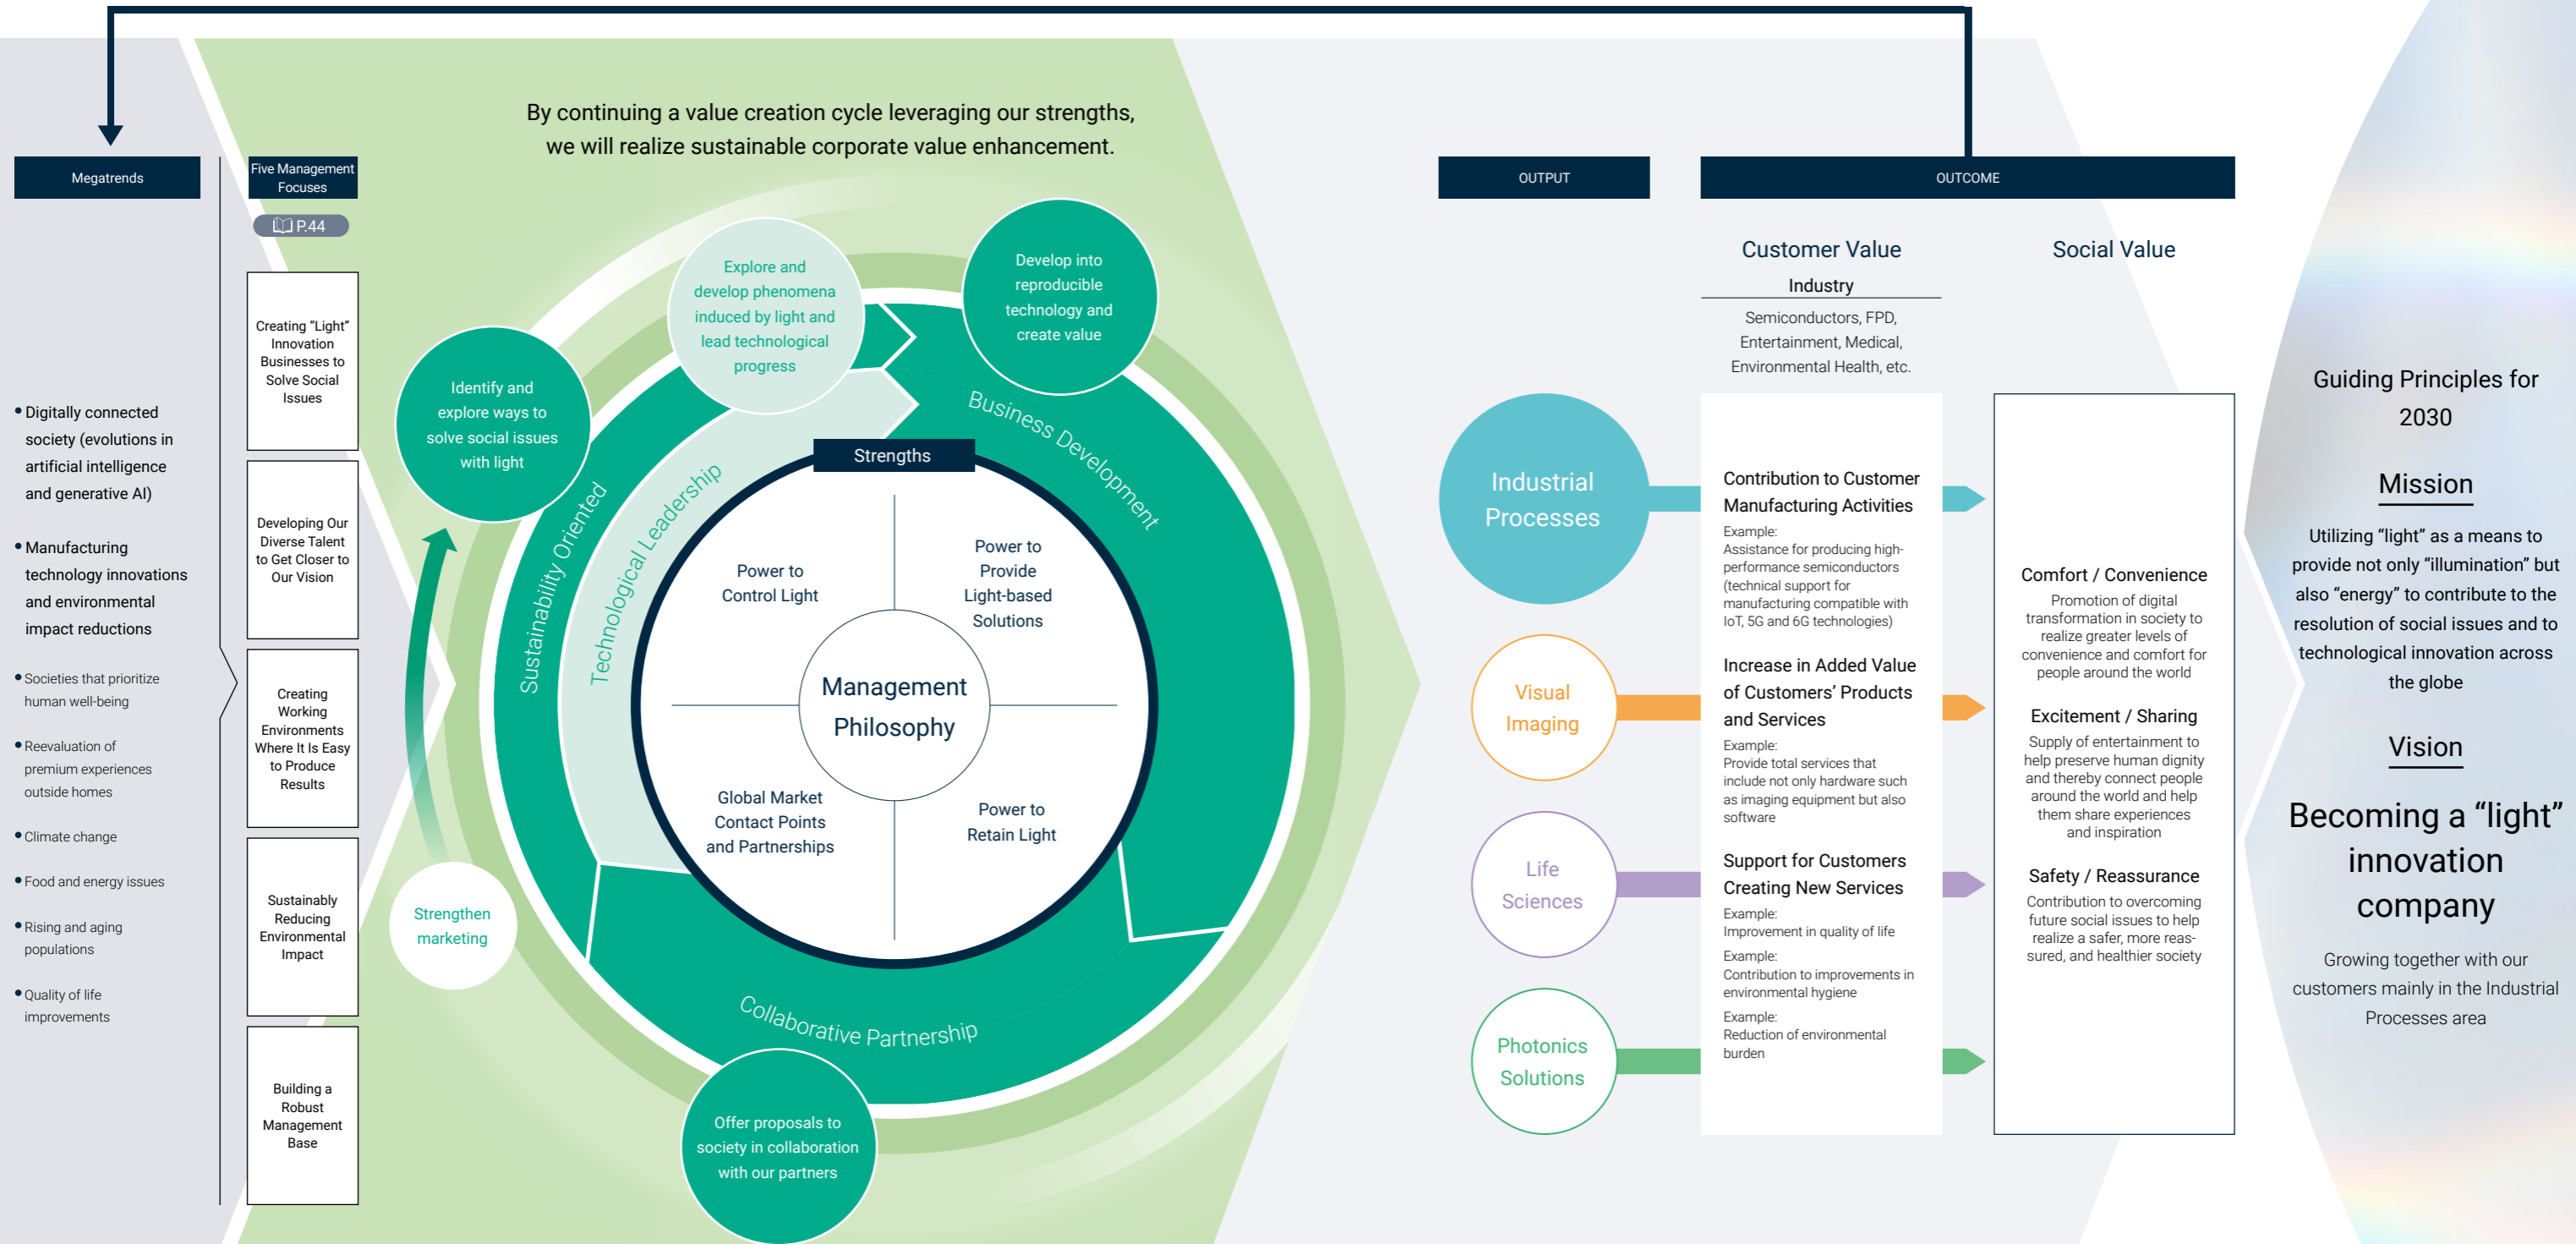 By continuing a value creation cycle leveraging our strengths,
we will realize sustainable corporate value enhancement.
Megatrends
• Digitally connected
society (evolutions in
artificial intelligence
and generative AI)
• Manufacturing
technology innovations
and environmental
impact reductions
• Societies that prioritize
human well-being
• Reevaluation of
premium experiences
outside homes
• Climate change
• Food and energy issues
• Rising and aging
populations
• Quality of life
improvements
Five Management
Focuses
P.44
Creating “Light”
Innovation
Businesses to
Solve Social
Issues
Developing Our
Diverse Talent
to Get Closer to
Our Vision
Creating
Working
Environments
Where It Is Easy
to Produce
Results
Sustainably
Reducing
Environmental
Impact
Building a
Robust
Management
Base
Identify and
explore ways to
solve social issues
with light
Explore and
develop phenomena
induced by light and
lead technological
progress
Develop into
reproducible
technology and
create value
Strengthen
marketing
Offer proposals to
society in collaboration
with our partners
Sustainability Oriented
Technological Leadership
Business Development
Collaborative Partnership
Strengths
Power to
Control Light
Power to
Provide
Light-based
Solutions
Management
Philosophy
Global Market
Contact Points
and Partnerships
Power to
Retain Light
OUTPUT
Industrial
Processes
Visual
Imaging
Life
Sciences
Photonics
Solutions
OUTCOME
Customer Value
Industry
Semiconductors, FPD,
Entertainment, Medical,
Environmental Health, etc.
Contribution to Customer
Manufacturing Activities
Example:
Assistance for producing high-
performance semiconductors
(technical support for
manufacturing compatible with
IoT, 5G and 6G technologies)
Increase in Added Value
of Customers’ Products
and Services
Example:
Provide total services that
include not only hardware such
as imaging equipment but also
software
Support for Customers
Creating New Services
Example:
Improvement in quality of life
Example:
Contribution to improvements in
environmental hygiene
Example:
Reduction of environmental
burden
Social Value
Comfort / Convenience
Promotion of digital
transformation in society to
realize greater levels of
convenience and comfort for
people around the world
Excitement / Sharing
Supply of entertainment to
help preserve human dignity
and thereby connect people
around the world and help
them share experiences
and inspiration
Safety / Reassurance
Contribution to overcoming
future social issues to help
realize a safer, more reas-
sured, and healthier society
Guiding Principles for
2030
Mission
Utilizing “light” as a means to
provide not only “illumination” but
also “energy” to contribute to the
resolution of social issues and to
technological innovation across
the globe
Vision
Becoming a “light”
innovation
company
Growing together with our
customers mainly in the Industrial
Processes area